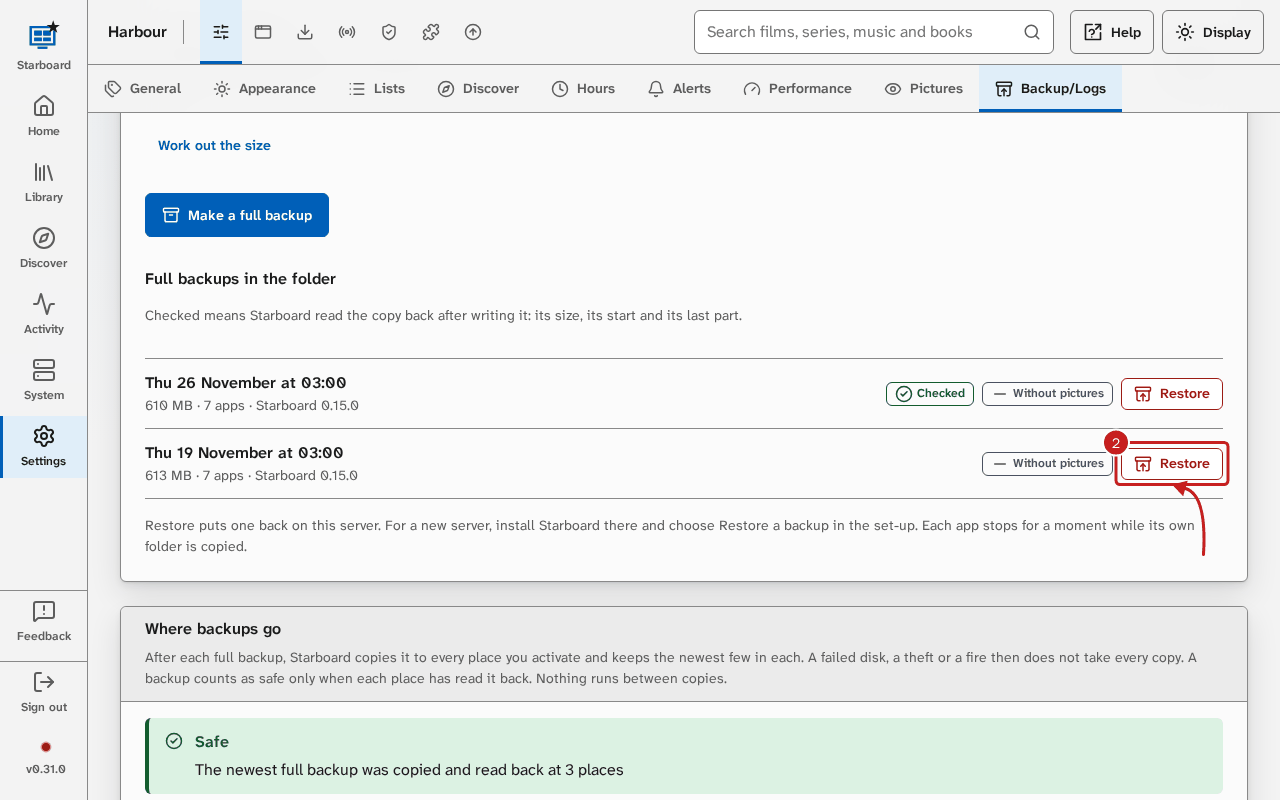 Starboard
Home
Library
Discover
Activity
System
Settings
Feedback
Sign out
v0.31.0
Harbour
Search films, series, music and books
Help
Display
General
Appearance
Lists
Discover
Hours
Alerts
Performance
Pictures
Backup/Logs
Work out the size
Make a full backup
Full backups in the folder
Checked means Starboard read the copy back after writing it: its size, its start and its last part.
Thu 26 November at 03:00
610 MB · 7 apps · Starboard 0.15.0
Checked
Without pictures
Restore
Thu 19 November at 03:00
613 MB · 7 apps · Starboard 0.15.0
Without pictures
2
Restore
Restore puts one back on this server. For a new server, install Starboard there and choose Restore a backup in the set-up. Each app stops for a moment while its own
folder is copied.
Where backups go
After each full backup, Starboard copies it to every place you activate and keeps the newest few in each. A failed disk, a theft or a fire then does not take every copy. A
backup counts as safe only when each place has read it back. Nothing runs between copies.
Safe
The newest full backup was copied and read back at 3 places